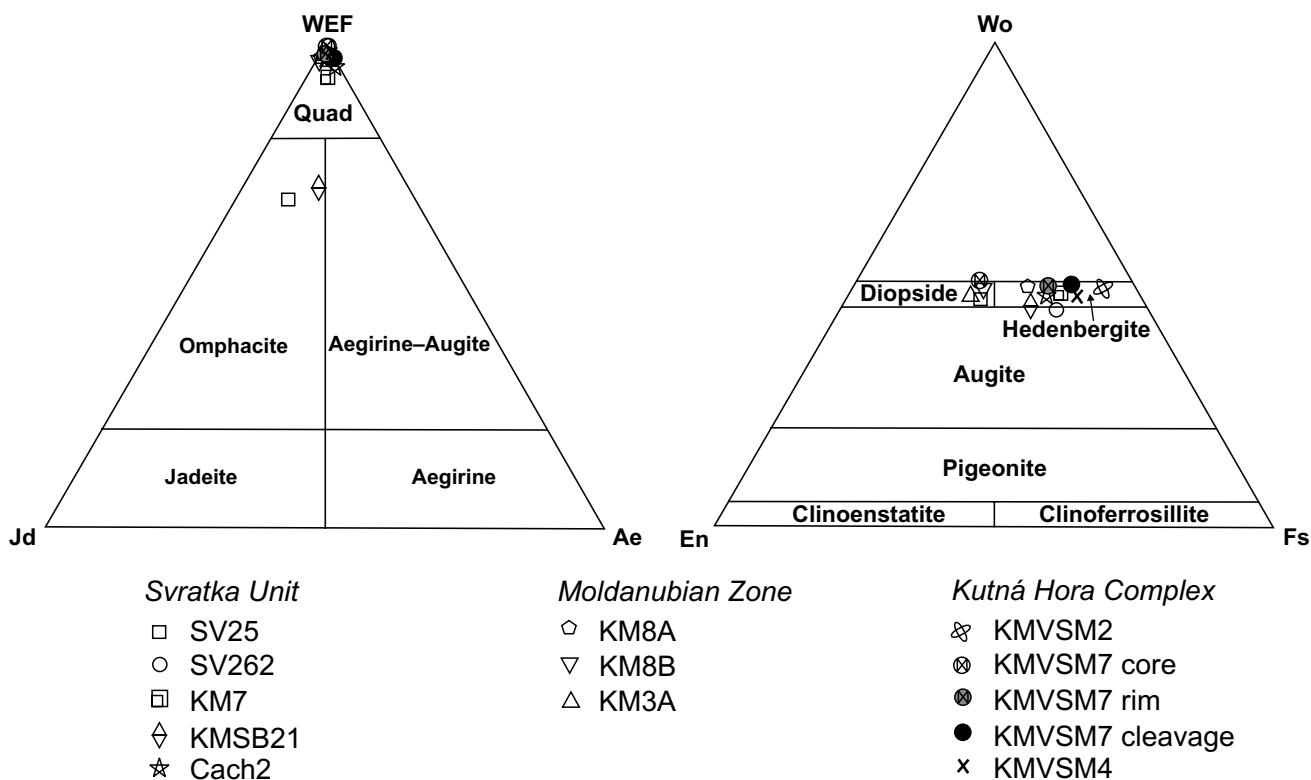 WEF
Quad
Omphacite
Aegirine–Augite
Jadeite
Aegirine
Jd
Ae
Wo
Diopside
Hedenbergite
Augite
Pigeonite
Clinoenstatite
Clinoferrosillite
En
Fs
Svratka Unit
SV25
SV262
KM7
KMSB21
Cach2
Moldanubian Zone
KM8A
KM8B
KM3A
Kutná Hora Complex
KMVSM2
KMVSM7 core
KMVSM7 rim
KMVSM7 cleavage
KMVSM4